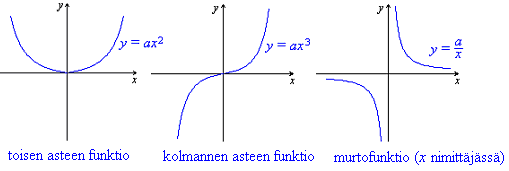 y
y = ax²
x
toisen asteen funktio
y
y = ax³
x
kolmannen asteen funktio
y
y = a/x
x
murtofunktio (x nimittäjässä)